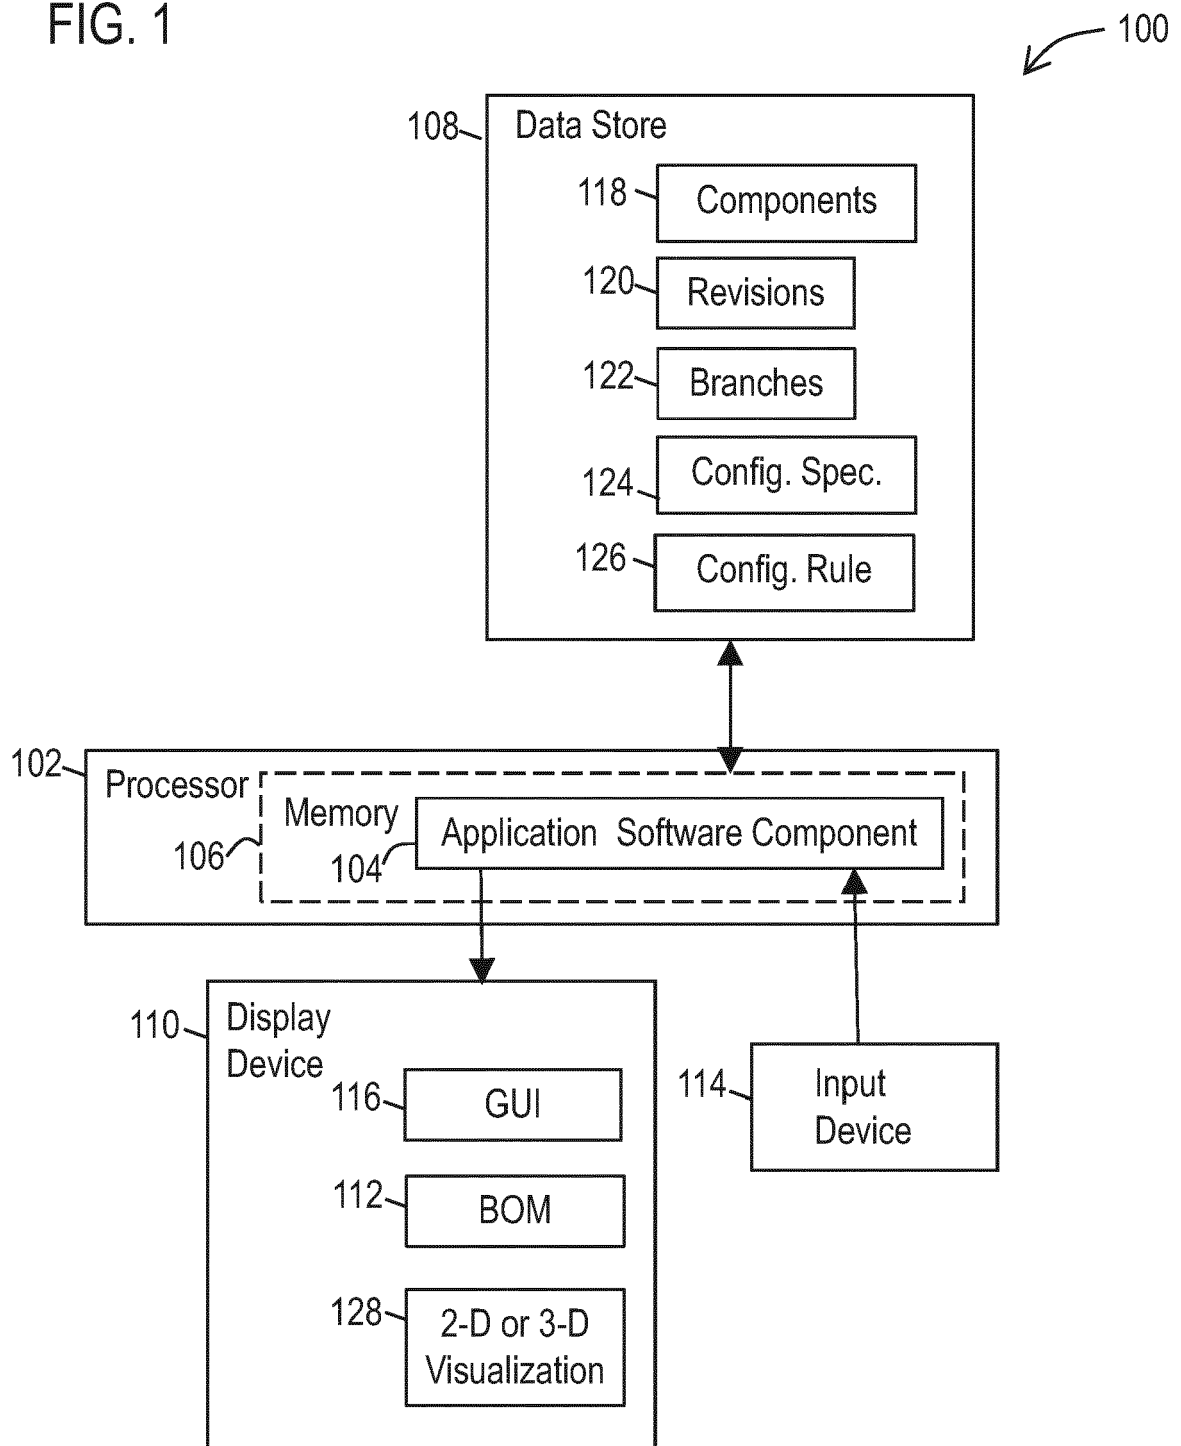 FIG. 1
100
108
Data Store
118
Components
120
Revisions
122
Branches
124
Config. Spec.
126
Config. Rule
102
Processor
106
Memory
104
Application Software Component
110
Display
Device
116
GUI
112
BOM
128
2-D or 3-D
Visualization
114
Input
Device